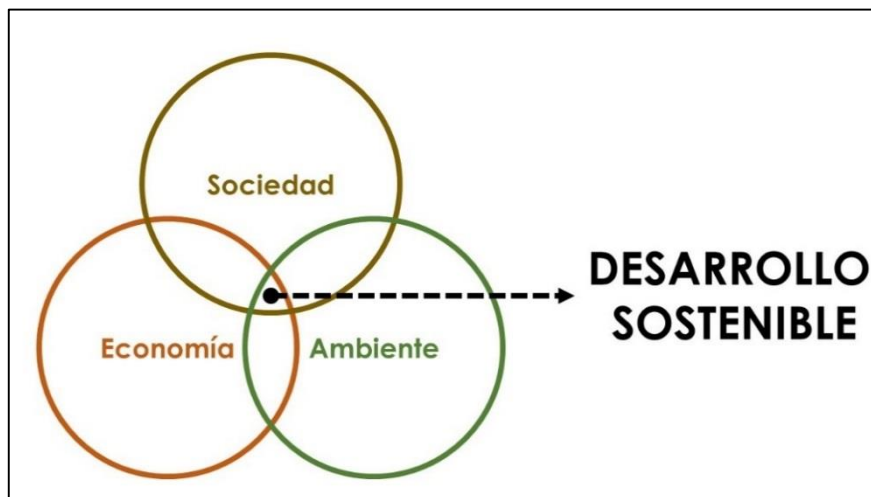 Sociedad
Economía
Ambiente
DESARROLLO
SOSTENIBLE